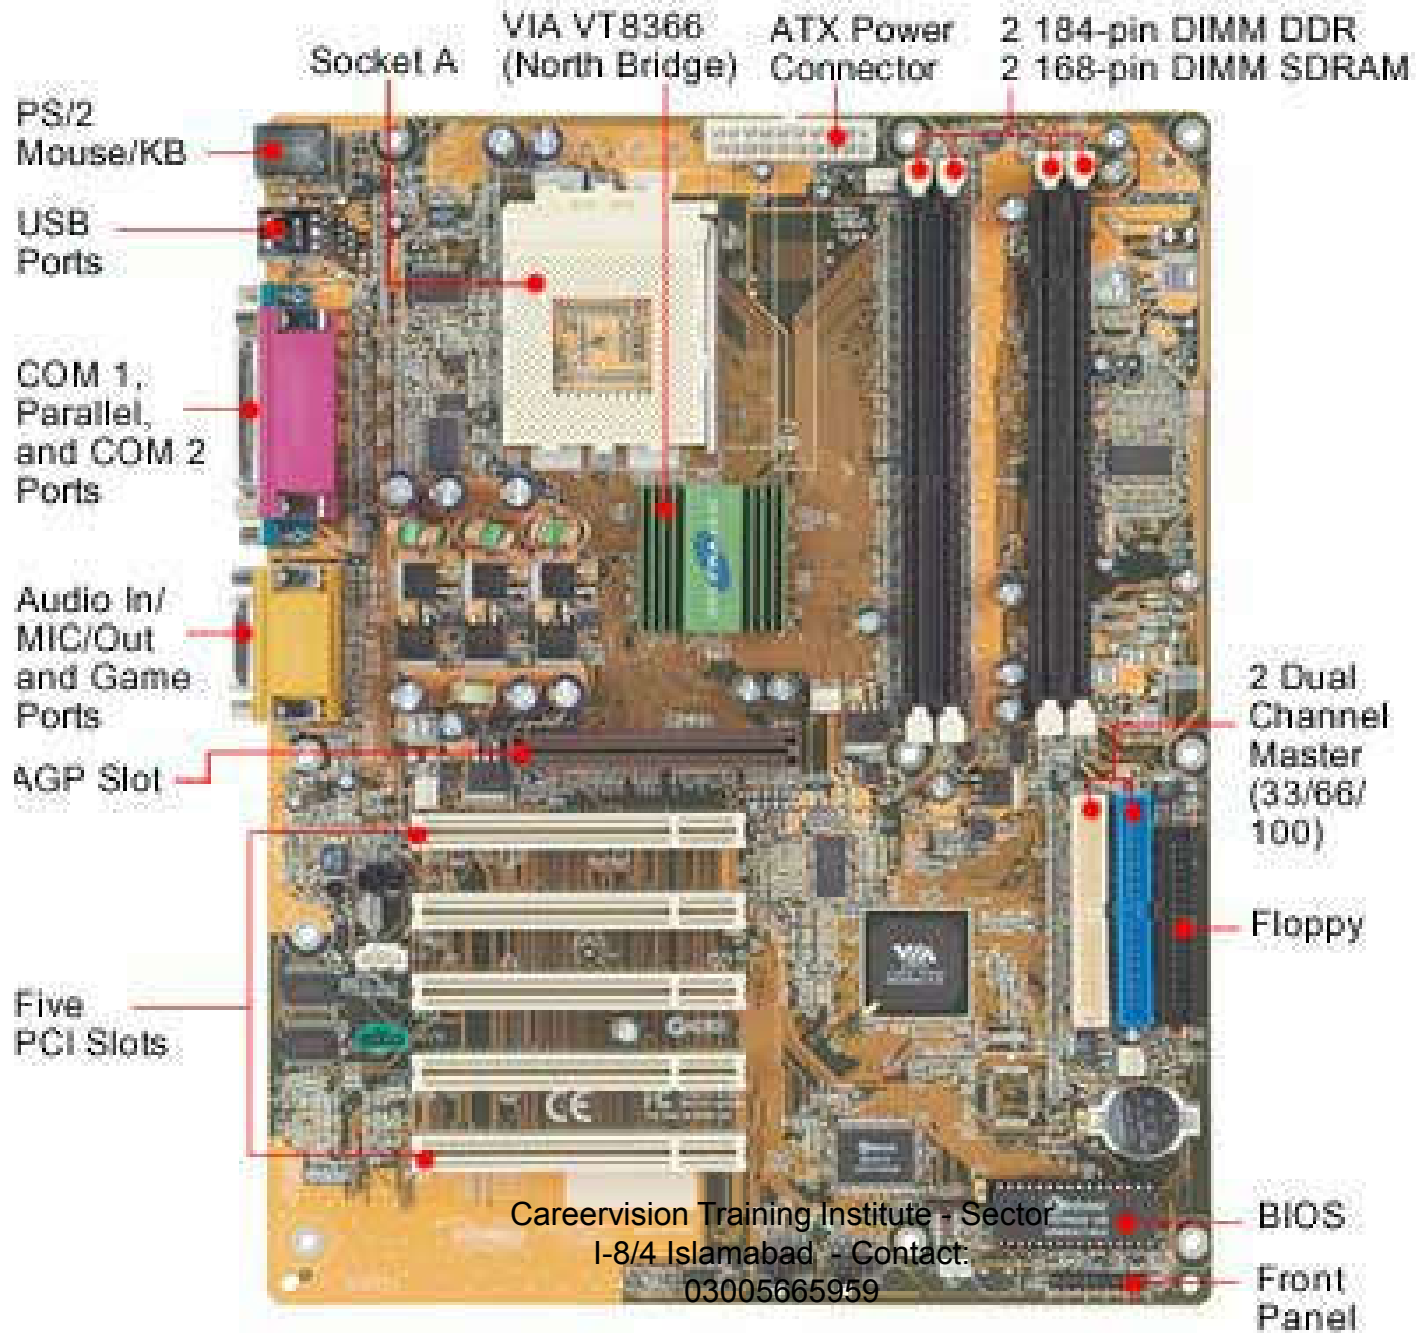 VIA VT8366
(North Bridge)
ATX Power
Connector
2 184-pin DIMM DDR
2 168-pin DIMM SDRAM
Socket A
PS/2
Mouse/KB
USB
Ports
COM 1,
Parallel,
and COM 2
Ports
Audio In/
MIC/Out
and Game
Ports
AGP Slot
2 Dual
Channel
Master
(33/66/
100)
Floppy
VIA
Five
PCI Slots
CE
Careervision Training Institute - Sector
I-8/4 Islamabad - Contact:
03005665959
BIOS
Front
Panel